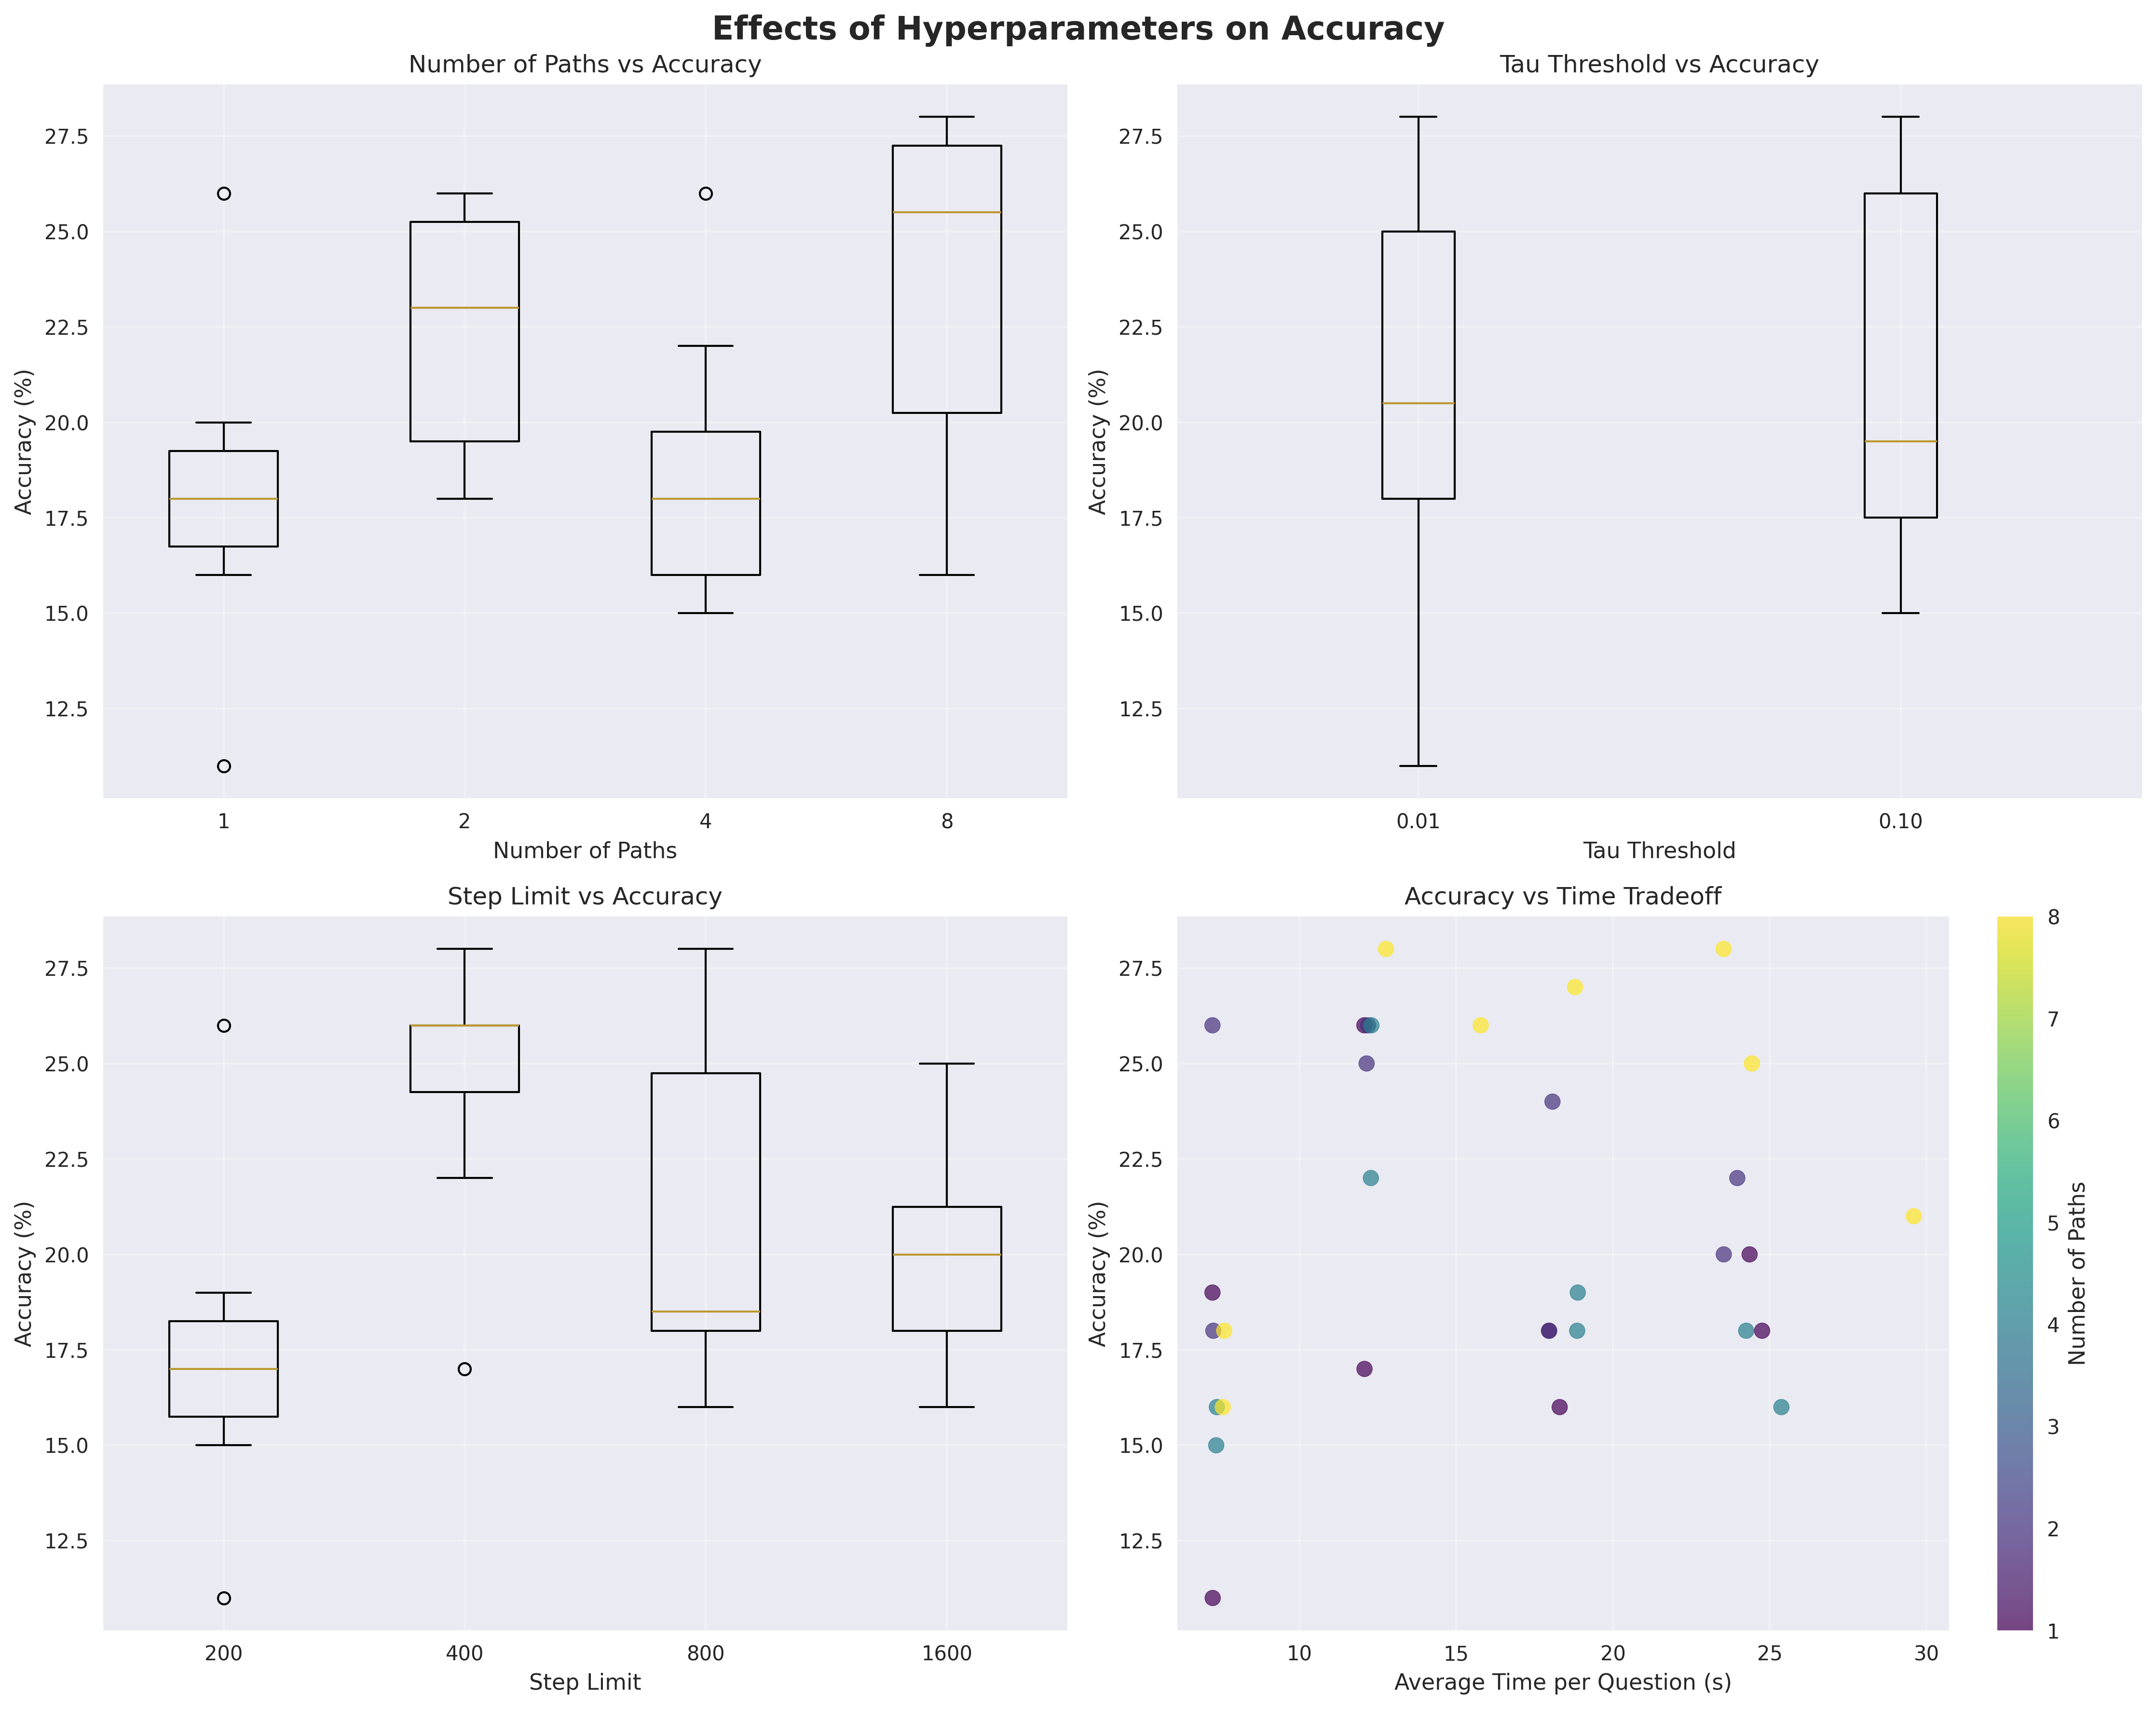 Effects of Hyperparameters on Accuracy
Number of Paths vs Accuracy
Accuracy (%)
27.5
25.0
22.5
20.0
17.5
15.0
12.5
1 2 4 8
Number of Paths
Tau Threshold vs Accuracy
Accuracy (%)
27.5
25.0
22.5
20.0
17.5
15.0
12.5
0.01 0.10
Tau Threshold
Step Limit vs Accuracy
Accuracy (%)
27.5
25.0
22.5
20.0
17.5
15.0
12.5
200 400 800 1600
Step Limit
Accuracy vs Time Tradeoff
Accuracy (%)
27.5
25.0
22.5
20.0
17.5
15.0
12.5
10 15 20 25 30
Average Time per Question (s)
8
7
6
5
4
3
2
1
Number of Paths